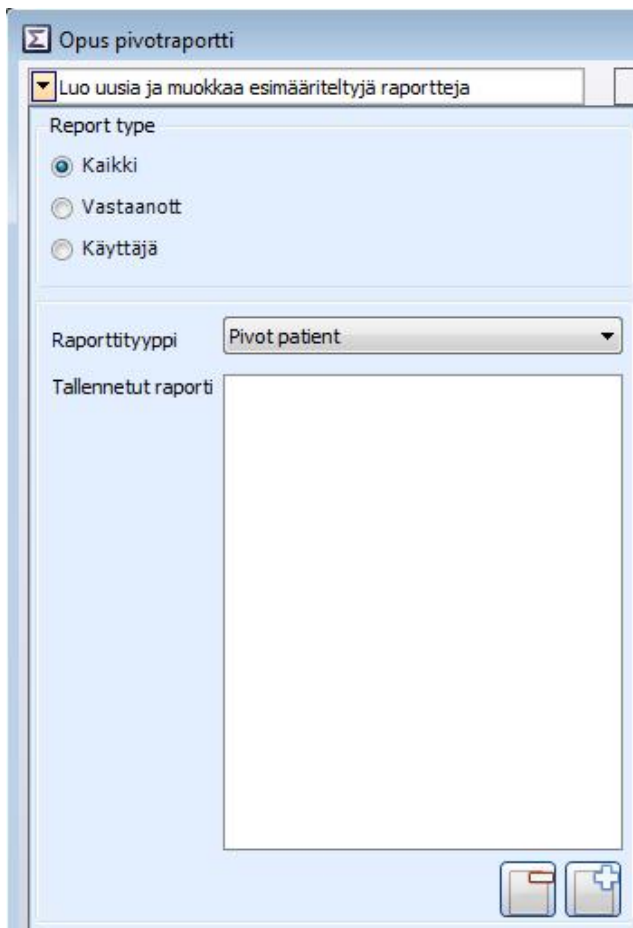 Opus pivotraportti
Luo uusia ja muokkaa esimääriteltyjä raportteja
Report type
Kaikki
Vastaanott
Käyttäjä
Raporttityyppi Pivot patient
Tallennetut raporti